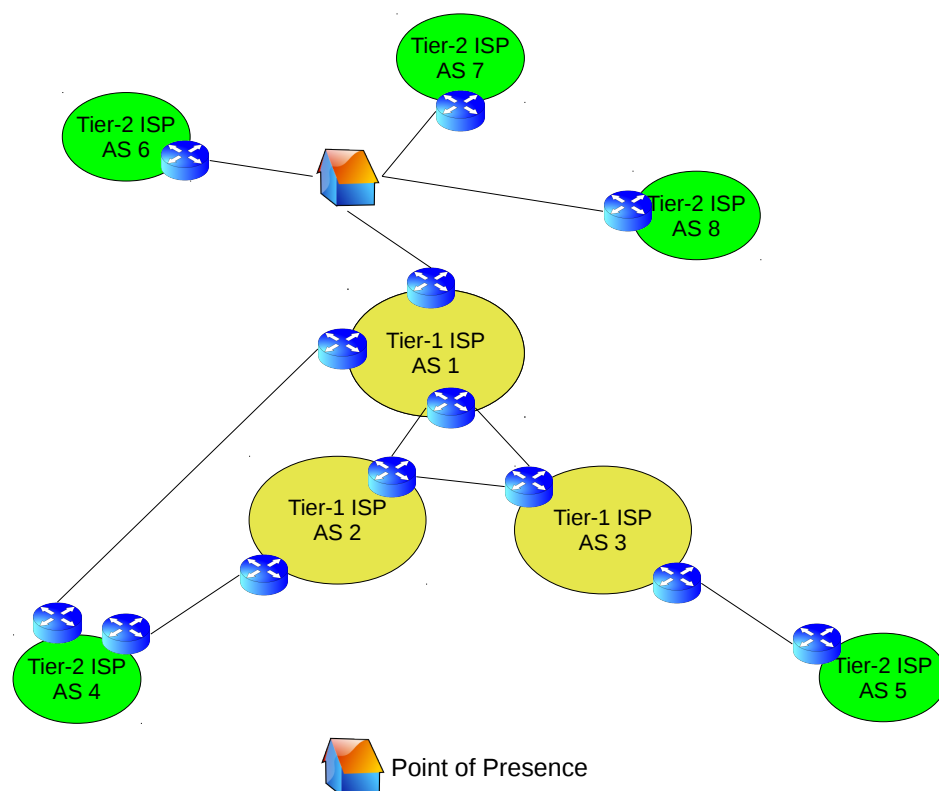 Tier-2 ISP
AS 7
Tier-2 ISP
AS 6
Tier-2 ISP
AS 8
Tier-1 ISP
AS 1
Tier-1 ISP
AS 2
Tier-1 ISP
AS 3
Tier-2 ISP
AS 4
Tier-2 ISP
AS 5
Point of Presence